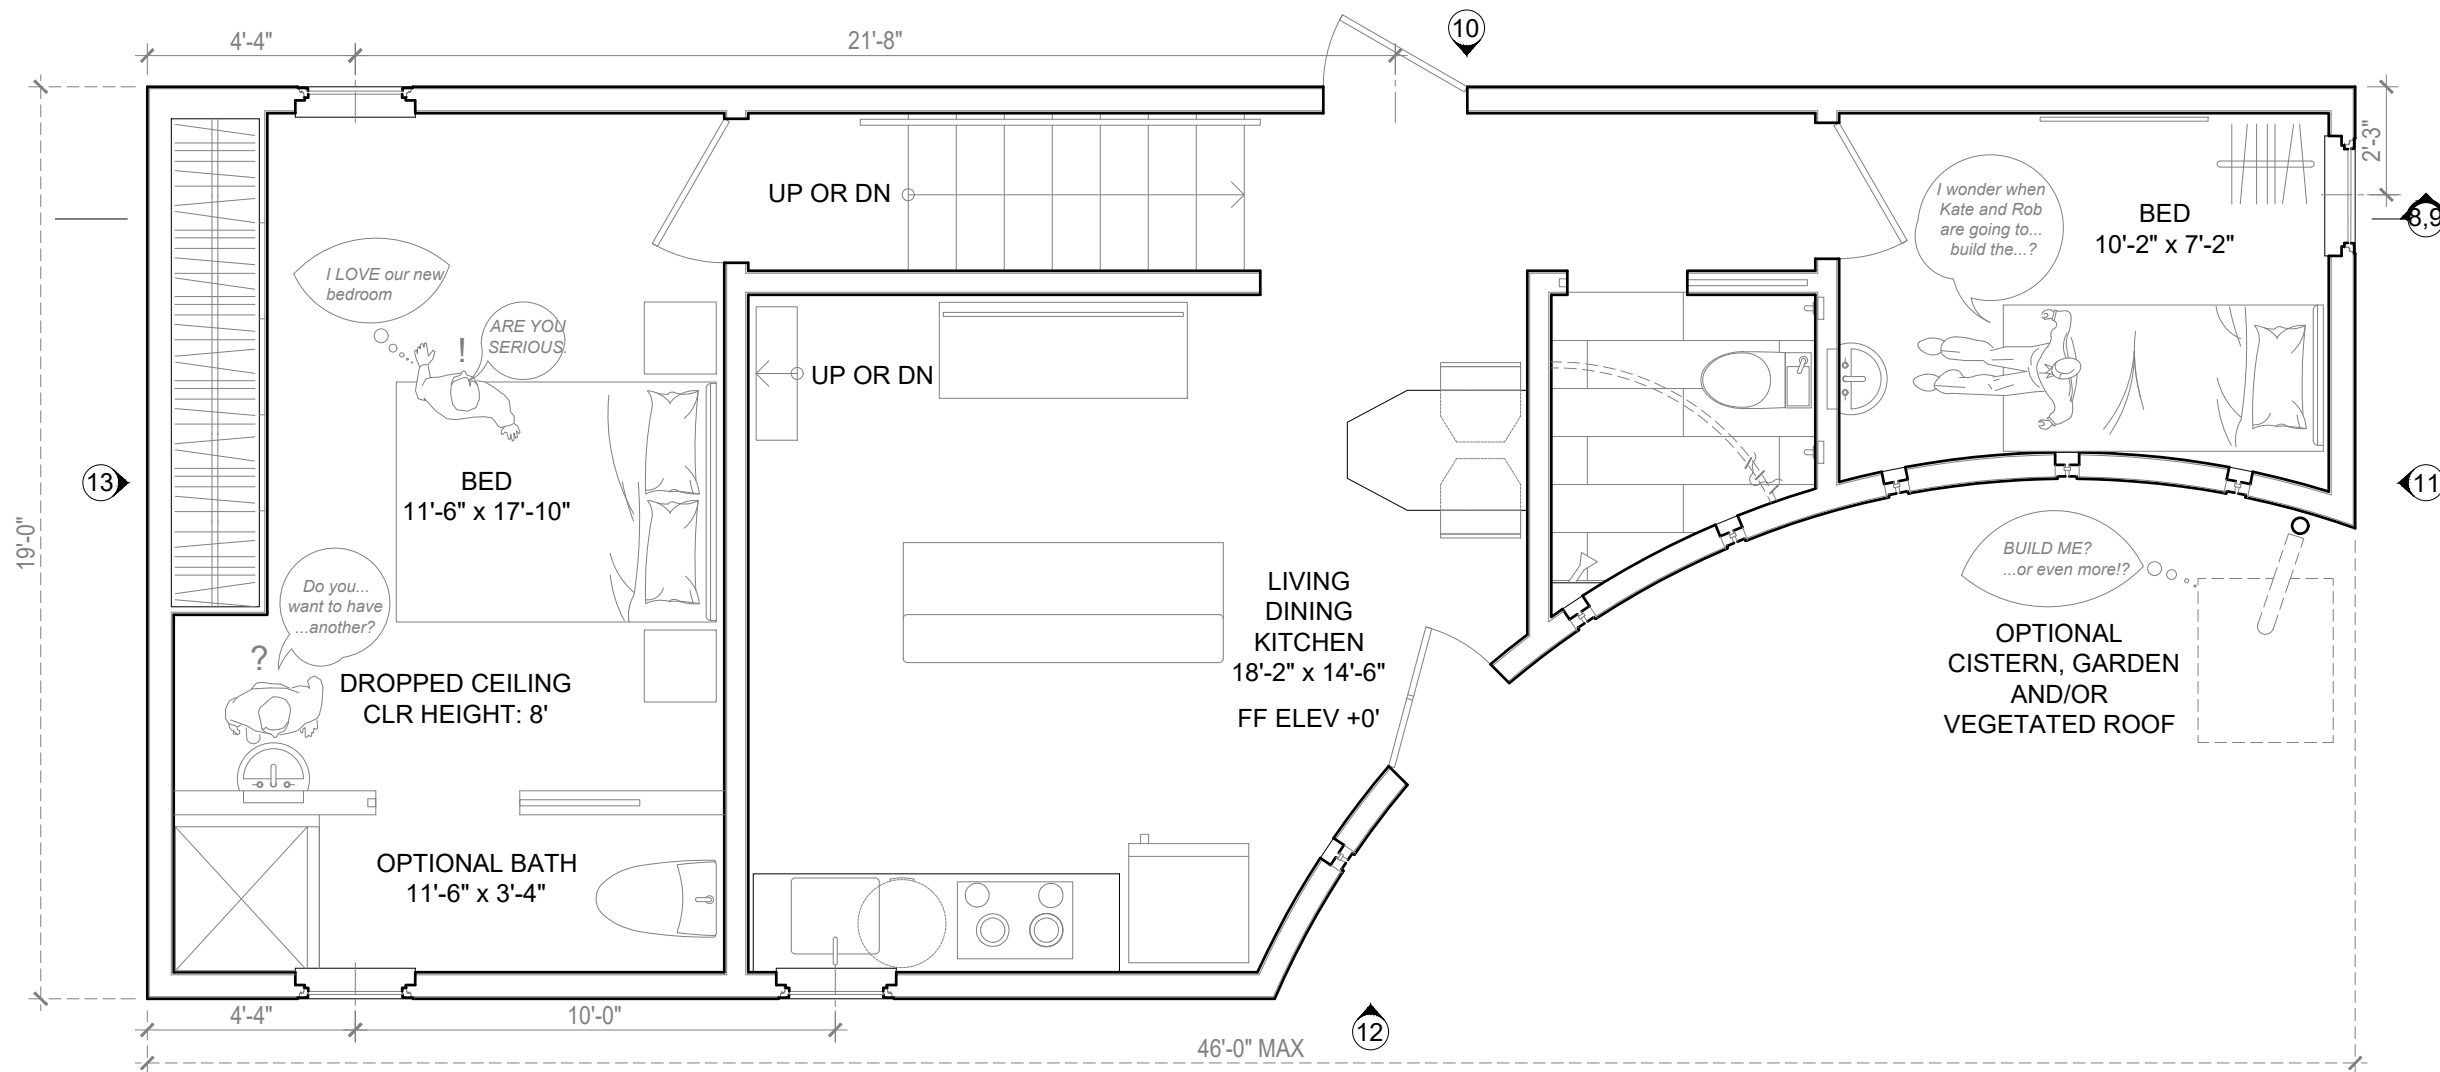 4'-4"
21'-8"
10
19'-0"
2'-3"
UP OR DN
I wonder when
Kate and Rob
are going to...
build the...?
BED
10'-2" x 7'-2"
8,9
I LOVE our new
bedroom
!
ARE YOU
SERIOUS.
UP OR DN
BED
11'-6" x 17'-10"
13
11
Do you...
want to have
...another?
?
DROPPED CEILING
CLR HEIGHT: 8'
LIVING
DINING
KITCHEN
18'-2" x 14'-6"
FF ELEV +0'
BUILD ME?
...or even more!?
OPTIONAL
CISTERN, GARDEN
AND/OR
VEGETATED ROOF
OPTIONAL BATH
11'-6" x 3'-4"
4'-4"
10'-0"
12
46'-0" MAX